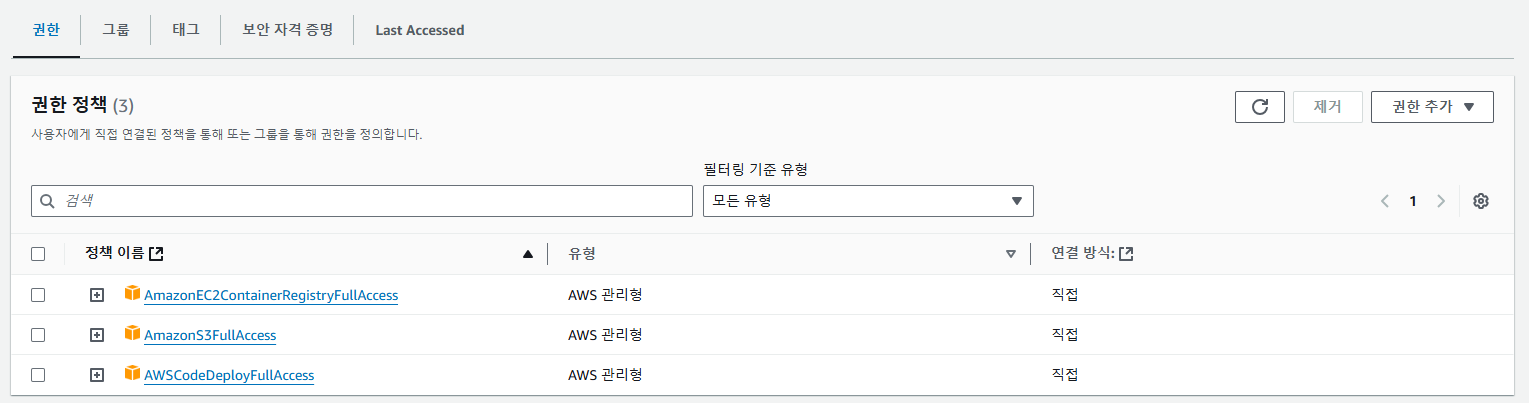 권한 그룹 태그 보안 자격 증명 Last Accessed
권한 정책 (3)
제거 권한 추가
사용자에게 직접 연결된 정책을 통해 또는 그룹을 통해 권한을 정의합니다.
필터링 기준 유형
검색 모든 유형 1
정책 이름 유형 연결 방식:
AmazonEC2ContainerRegistryFullAccess AWS 관리형 직접
AmazonS3FullAccess AWS 관리형 직접
AWSCodeDeployFullAccess AWS 관리형 직접